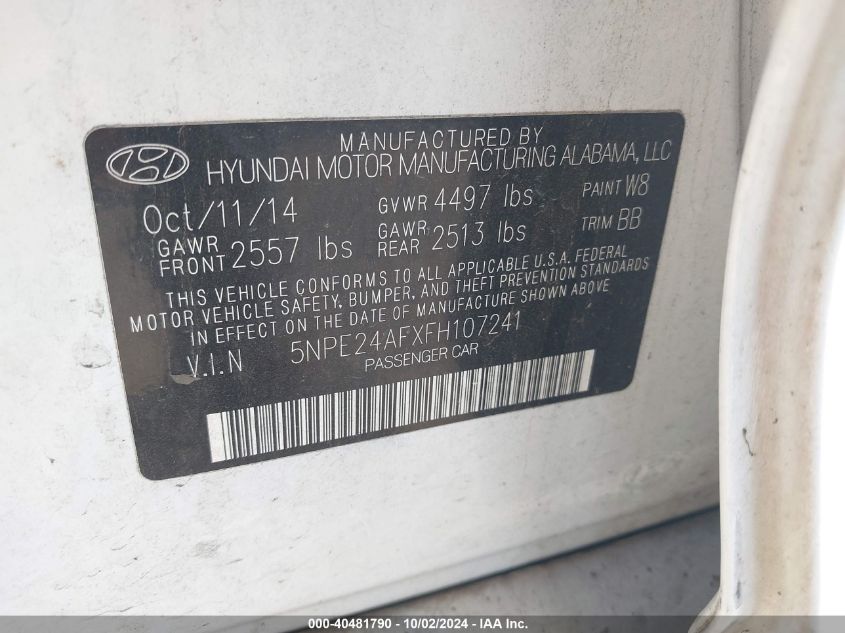 MANUFACTURED BY
HYUNDAI MOTOR MANUFACTURING ALABAMA, LLC
Oct/11/14 GVWR 4497 lbs PAINT W8
GAWR FRONT 2557 lbs GAWR REAR 2513 lbs TRIM BB
THIS VEHICLE CONFORMS TO ALL APPLICABLE U.S.A. FEDERAL
MOTOR VEHICLE SAFETY, BUMPER, AND THEFT PREVENTION STANDARDS
IN EFFECT ON THE DATE OF MANUFACTURE SHOWN ABOVE
V.I.N 5NPE24AFXFH107241
PASSENGER CAR
000-40481790 - 10/02/2024 - IAA Inc.